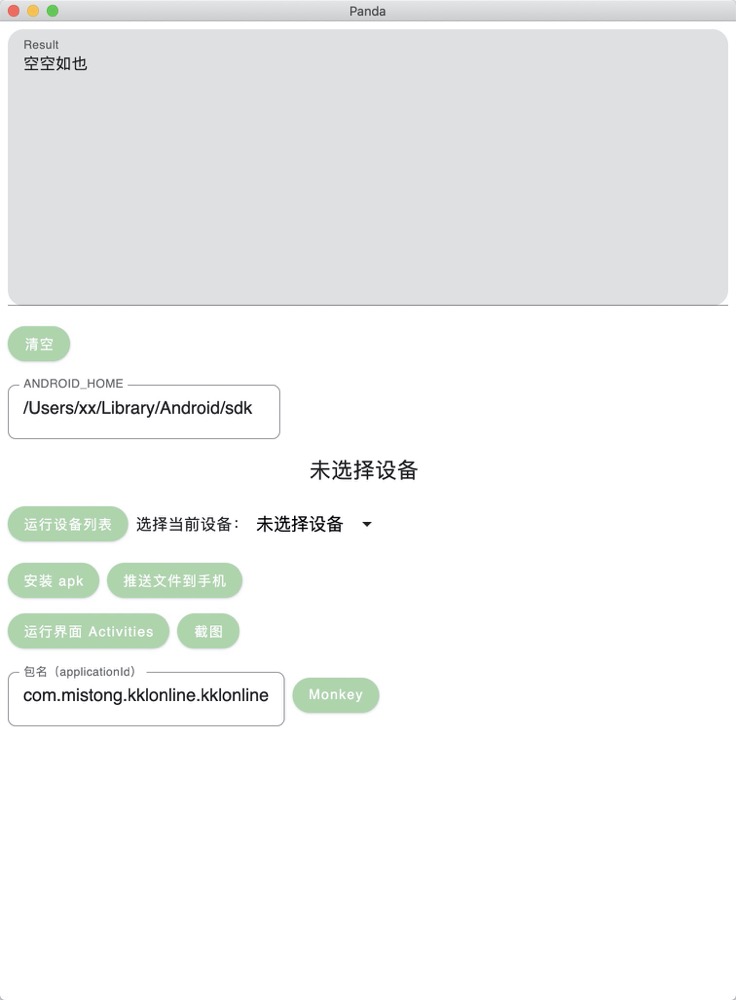 Panda
Result
空空如也
清空
ANDROID_HOME
/Users/xx/Library/Android/sdk
未选择设备
运行设备列表 选择当前设备： 未选择设备
安装 apk 推送文件到手机
运行界面 Activities 截图
包名（applicationId）
com.mistong.kklonline.kklonline Monkey